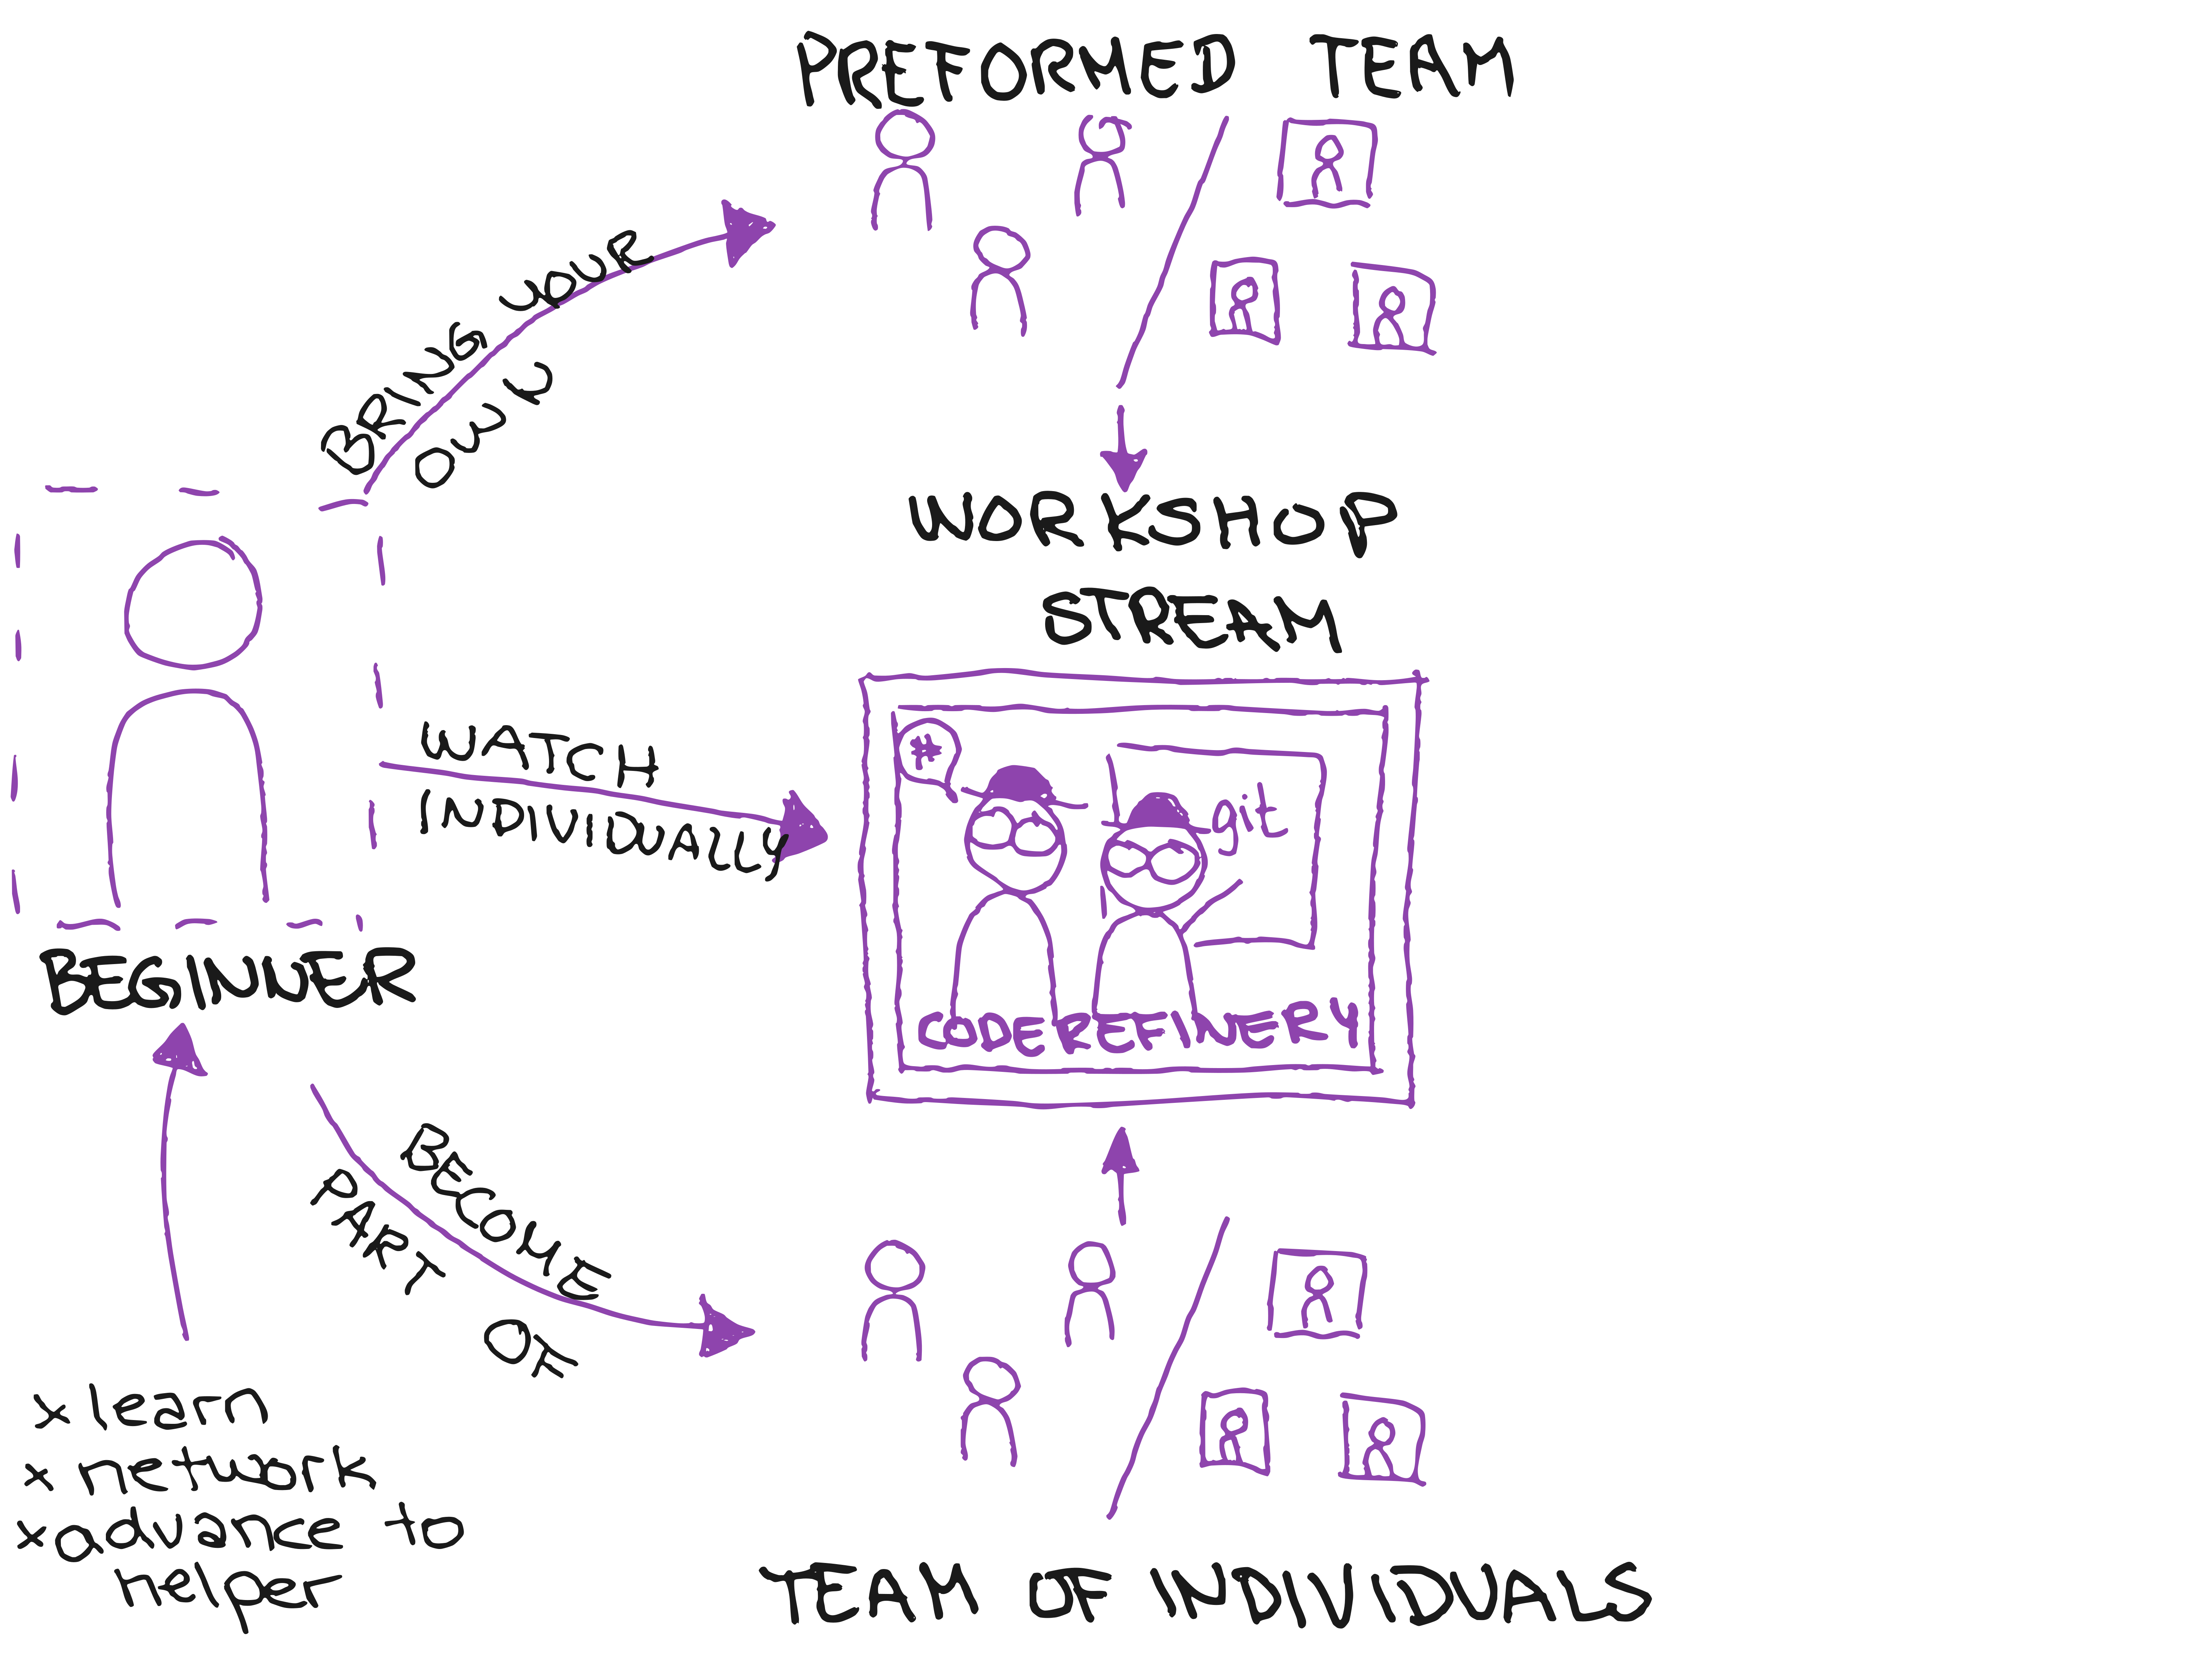 PREFORMED TEAM
BRING YOUR
OWN
WORKSHOP
STREAM
WATCH
INDIVIDUALLY
#
git
CODEREFINERY
BEGINNER
BECOME
PART
OF
x learn
x network
x advance to
helper
TEAM OF INDIVIDUALS